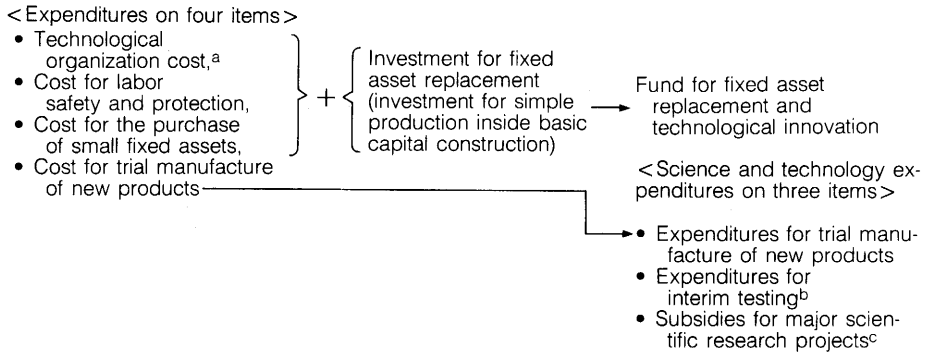 <Expenditures on four items>
• Technological
organization cost,a
• Cost for labor
safety and protection,
• Cost for the purchase
of small fixed assets,
• Cost for trial manufacture
of new products
+
Investment for fixed
asset replacement
(investment for simple
production inside basic
capital construction)
Fund for fixed asset
replacement and
technological innovation
<Science and technology ex-
penditures on three items>
• Expenditures for trial manu-
facture of new products
• Expenditures for
interim testingb
• Subsidies for major scien-
tific research projectsc